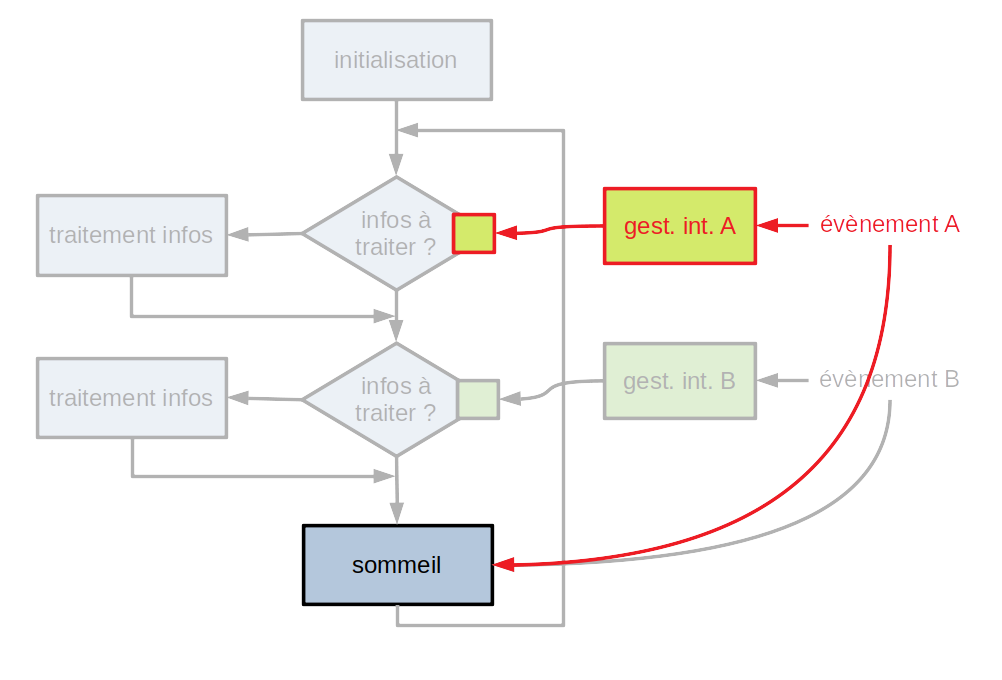 initialisation
infos à
traiter ?
traitement infos
gest. int. A
évènement A
infos à
traiter ?
traitement infos
gest. int. B
évènement B
sommeil